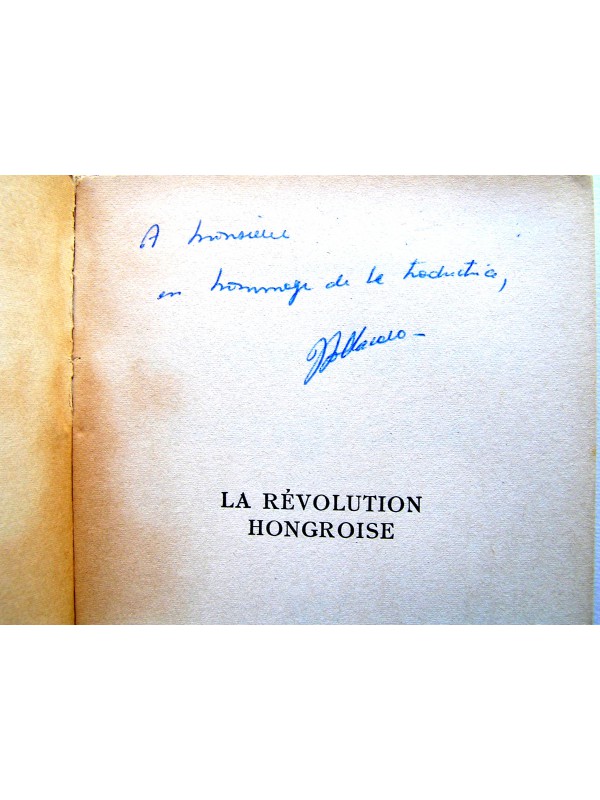 A Monsieur
en hommage de la traductrice,
LA RÉVOLUTION
HONGROISE